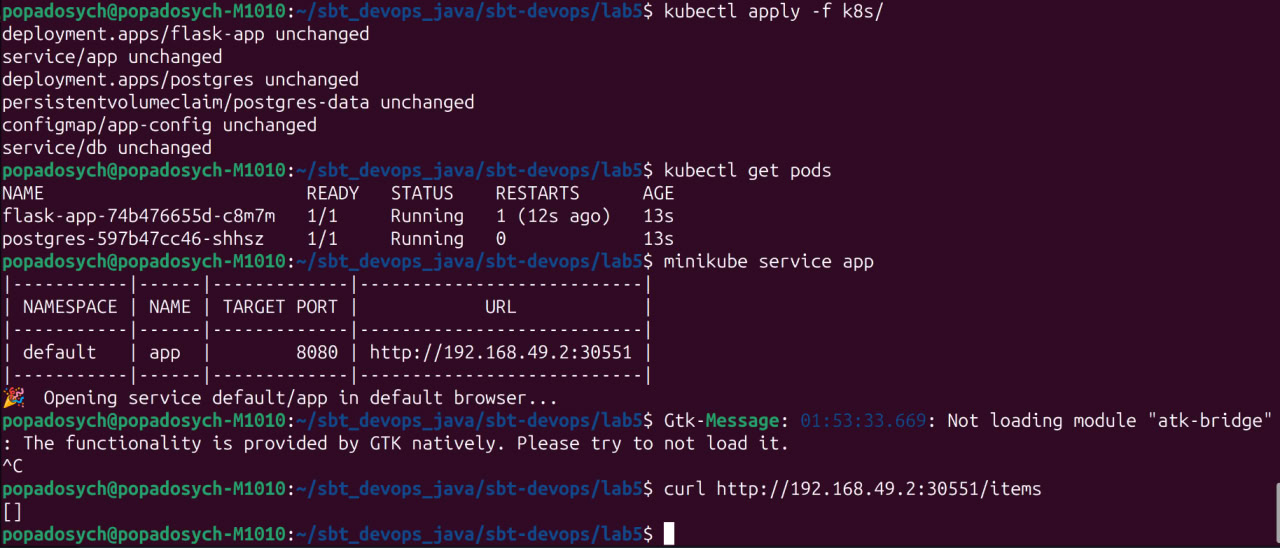 popadosych@popadosych-M1010:~/sbt_devops_java/sbt-devops/lab5$ kubectl apply -f k8s/
deployment.apps/flask-app unchanged
service/app unchanged
deployment.apps/postgres unchanged
persistentvolumeclaim/postgres-data unchanged
configmap/app-config unchanged
service/db unchanged
popadosych@popadosych-M1010:~/sbt_devops_java/sbt-devops/lab5$ kubectl get pods
NAME                         READY   STATUS    RESTARTS      AGE
flask-app-74b476655d-c8m7m   1/1     Running   1 (12s ago)   13s
postgres-597b47cc46-shhsz    1/1     Running   0             13s
popadosych@popadosych-M1010:~/sbt_devops_java/sbt-devops/lab5$ minikube service app
|-----------|------|-------------|---------------------------|
| NAMESPACE | NAME | TARGET PORT |            URL            |
|-----------|------|-------------|---------------------------|
| default   | app  |        8080 | http://192.168.49.2:30551 |
|-----------|------|-------------|---------------------------|
🎉  Opening service default/app in default browser...
popadosych@popadosych-M1010:~/sbt_devops_java/sbt-devops/lab5$ Gtk-Message: 01:53:33.669: Not loading module "atk-bridge"
: The functionality is provided by GTK natively. Please try to not load it.
^C
popadosych@popadosych-M1010:~/sbt_devops_java/sbt-devops/lab5$ curl http://192.168.49.2:30551/items
[]
popadosych@popadosych-M1010:~/sbt_devops_java/sbt-devops/lab5$